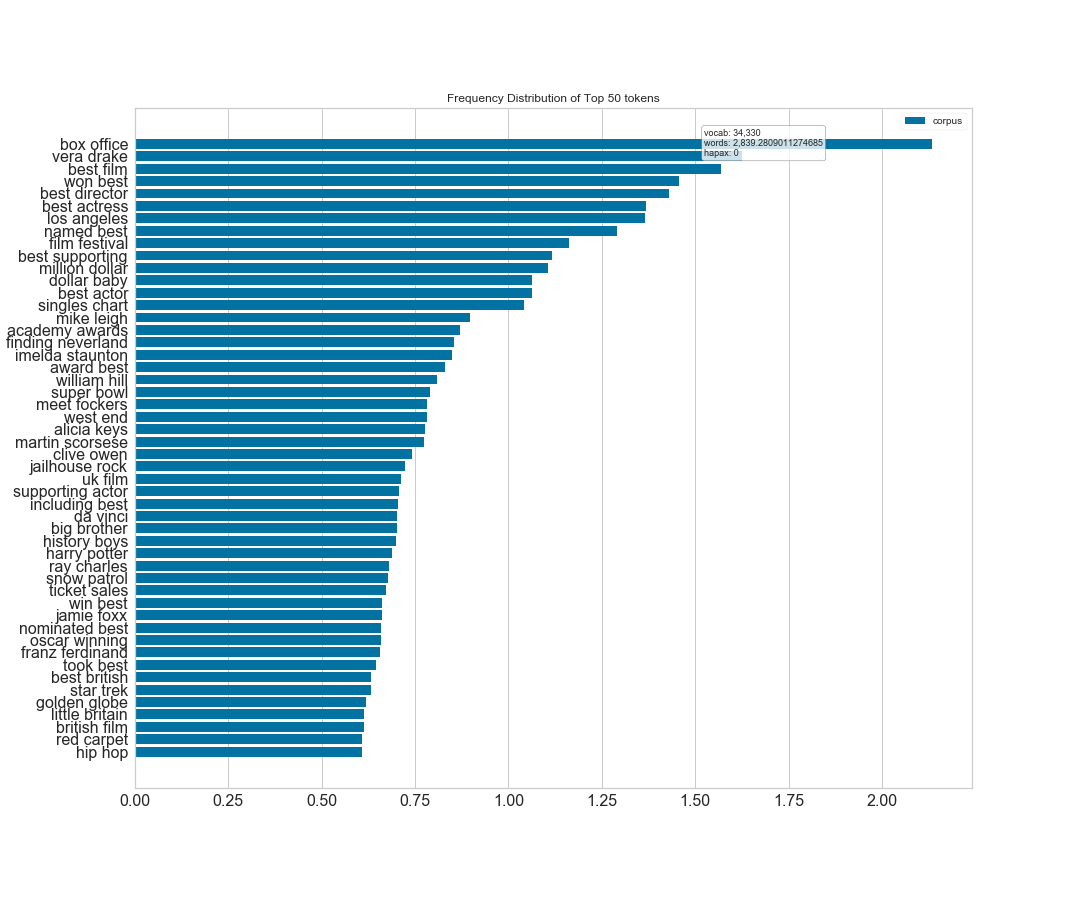 Frequency Distribution of Top 50 tokens
corpus
vocab: 34,330
words: 2,839.2809011274685
hapax: 0
box office
vera drake
best film
won best
best director
best actress
los angeles
named best
film festival
best supporting
million dollar
dollar baby
best actor
singles chart
mike leigh
academy awards
finding neverland
imelda staunton
award best
william hill
super bowl
meet fockers
west end
alicia keys
martin scorsese
clive owen
jailhouse rock
uk film
supporting actor
including best
da vinci
big brother
history boys
harry potter
ray charles
snow patrol
ticket sales
win best
jamie foxx
nominated best
oscar winning
franz ferdinand
took best
best british
star trek
golden globe
little britain
british film
red carpet
hip hop
0.00 0.25 0.50 0.75 1.00 1.25 1.50 1.75 2.00